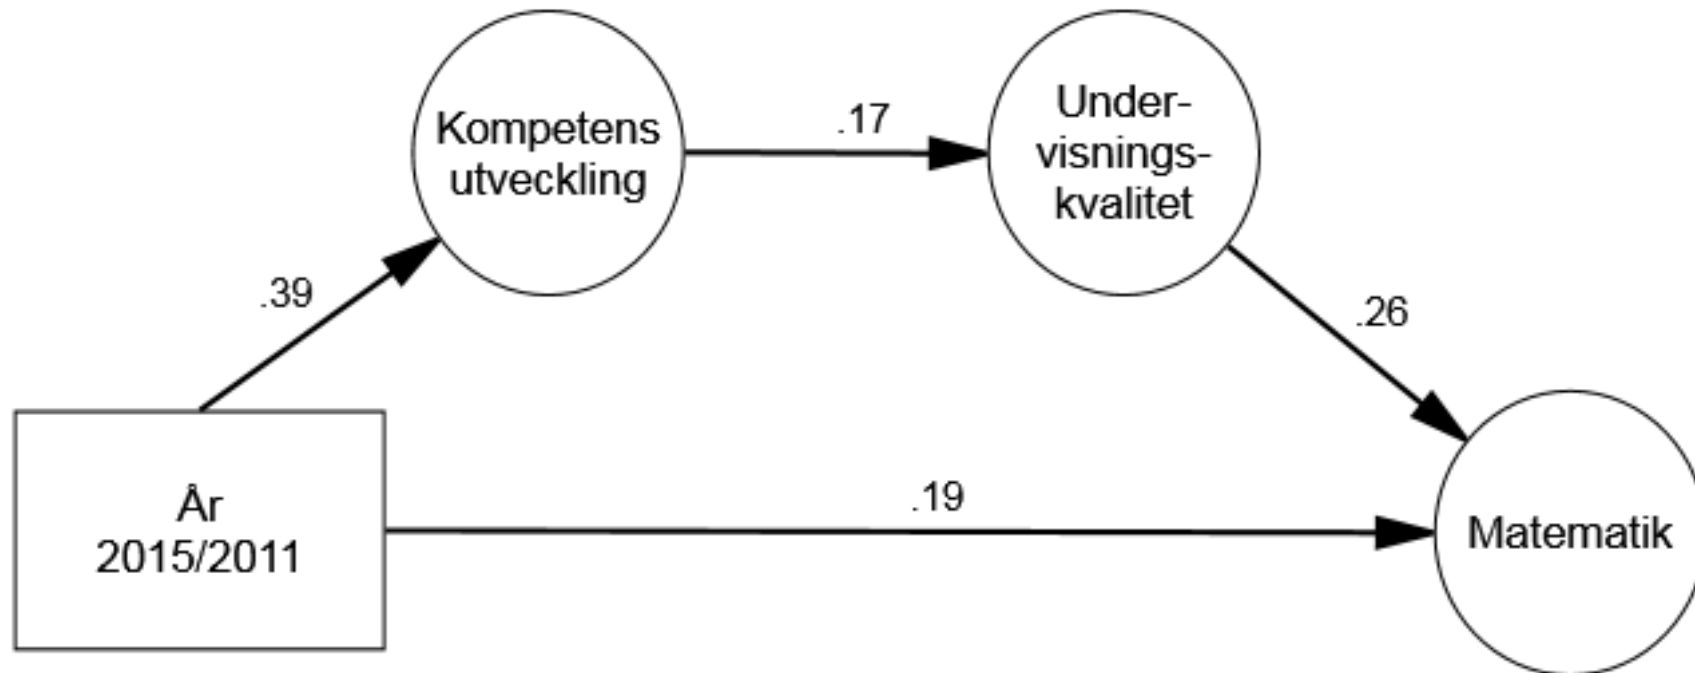 Kompetens
utveckling
.17
Under-
visnings-
kvalitet
.39
.26
År
2015/2011
.19
Matematik